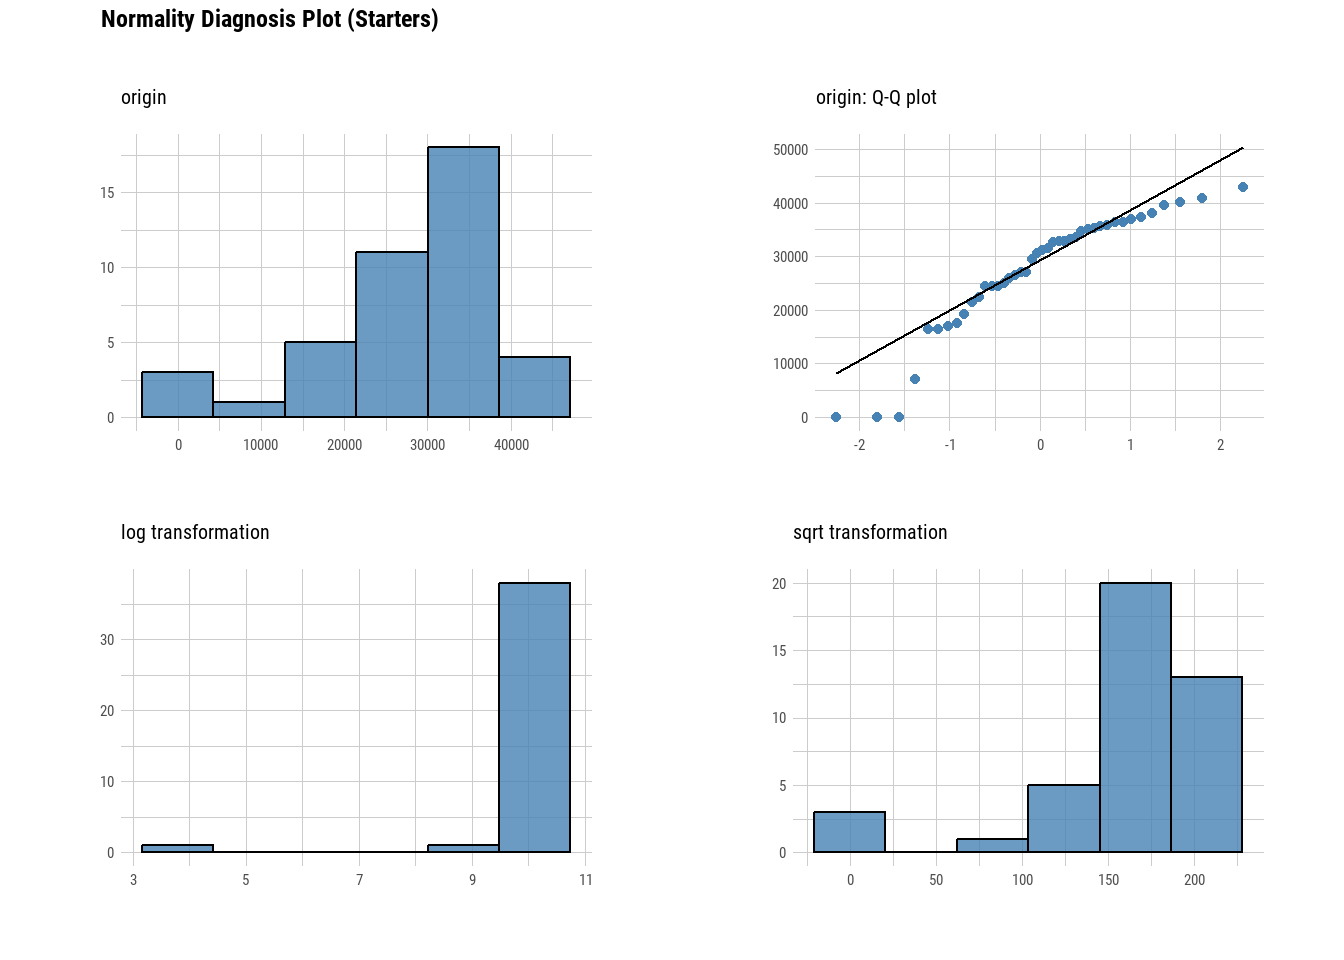 Normality Diagnosis Plot (Starters)
origin
15
10
5
0
0 10000 20000 30000 40000
origin: Q-Q plot
50000
40000
30000
20000
10000
0
-2 -1 0 1 2
log transformation
30
20
10
0
3 5 7 9 11
sqrt transformation
20
15
10
5
0
0 50 100 150 200